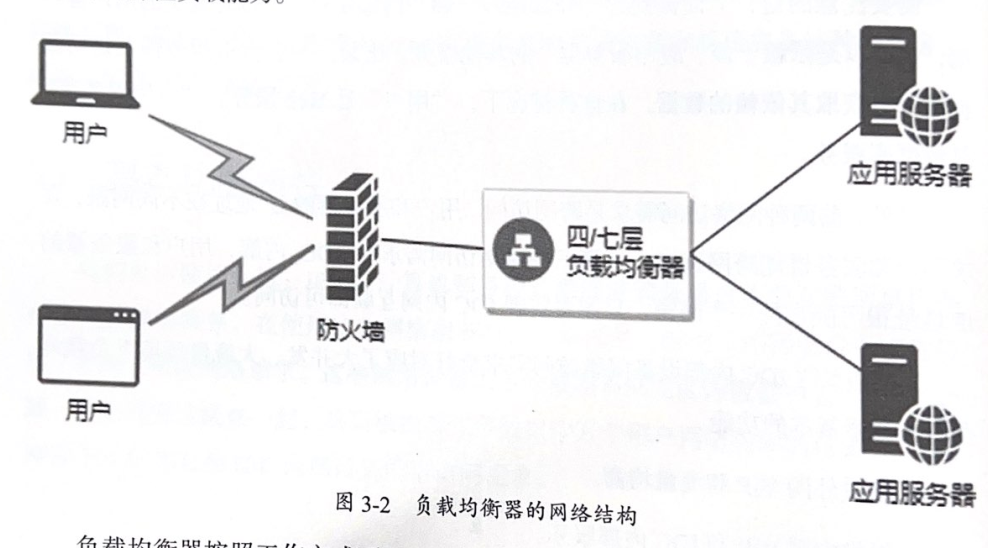 用户
应用服务器
四/七层
负载均衡器
防火墙
用户
应用服务器
图 3-2 负载均衡器的网络结构
负载均衡器按照工作方式